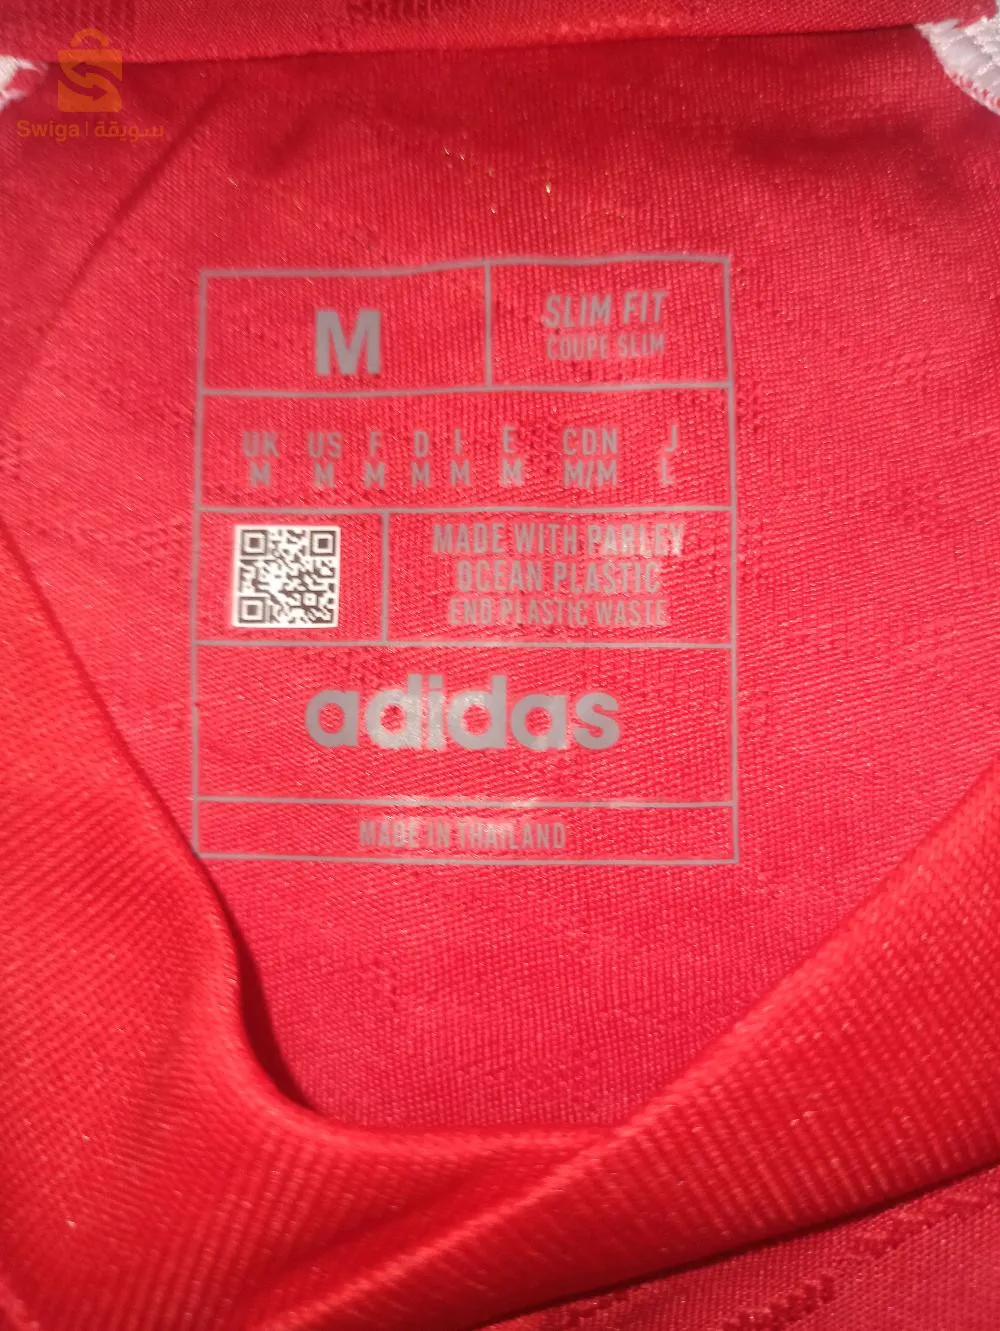 Swiga | سويقة
M
SLIM FIT
COUPE SLIM
UK US F D I E CDN J
M M M M M M M/M L
MADE WITH PARLEY
OCEAN PLASTIC
END PLASTIC WASTE
adidas
MADE IN THAILAND